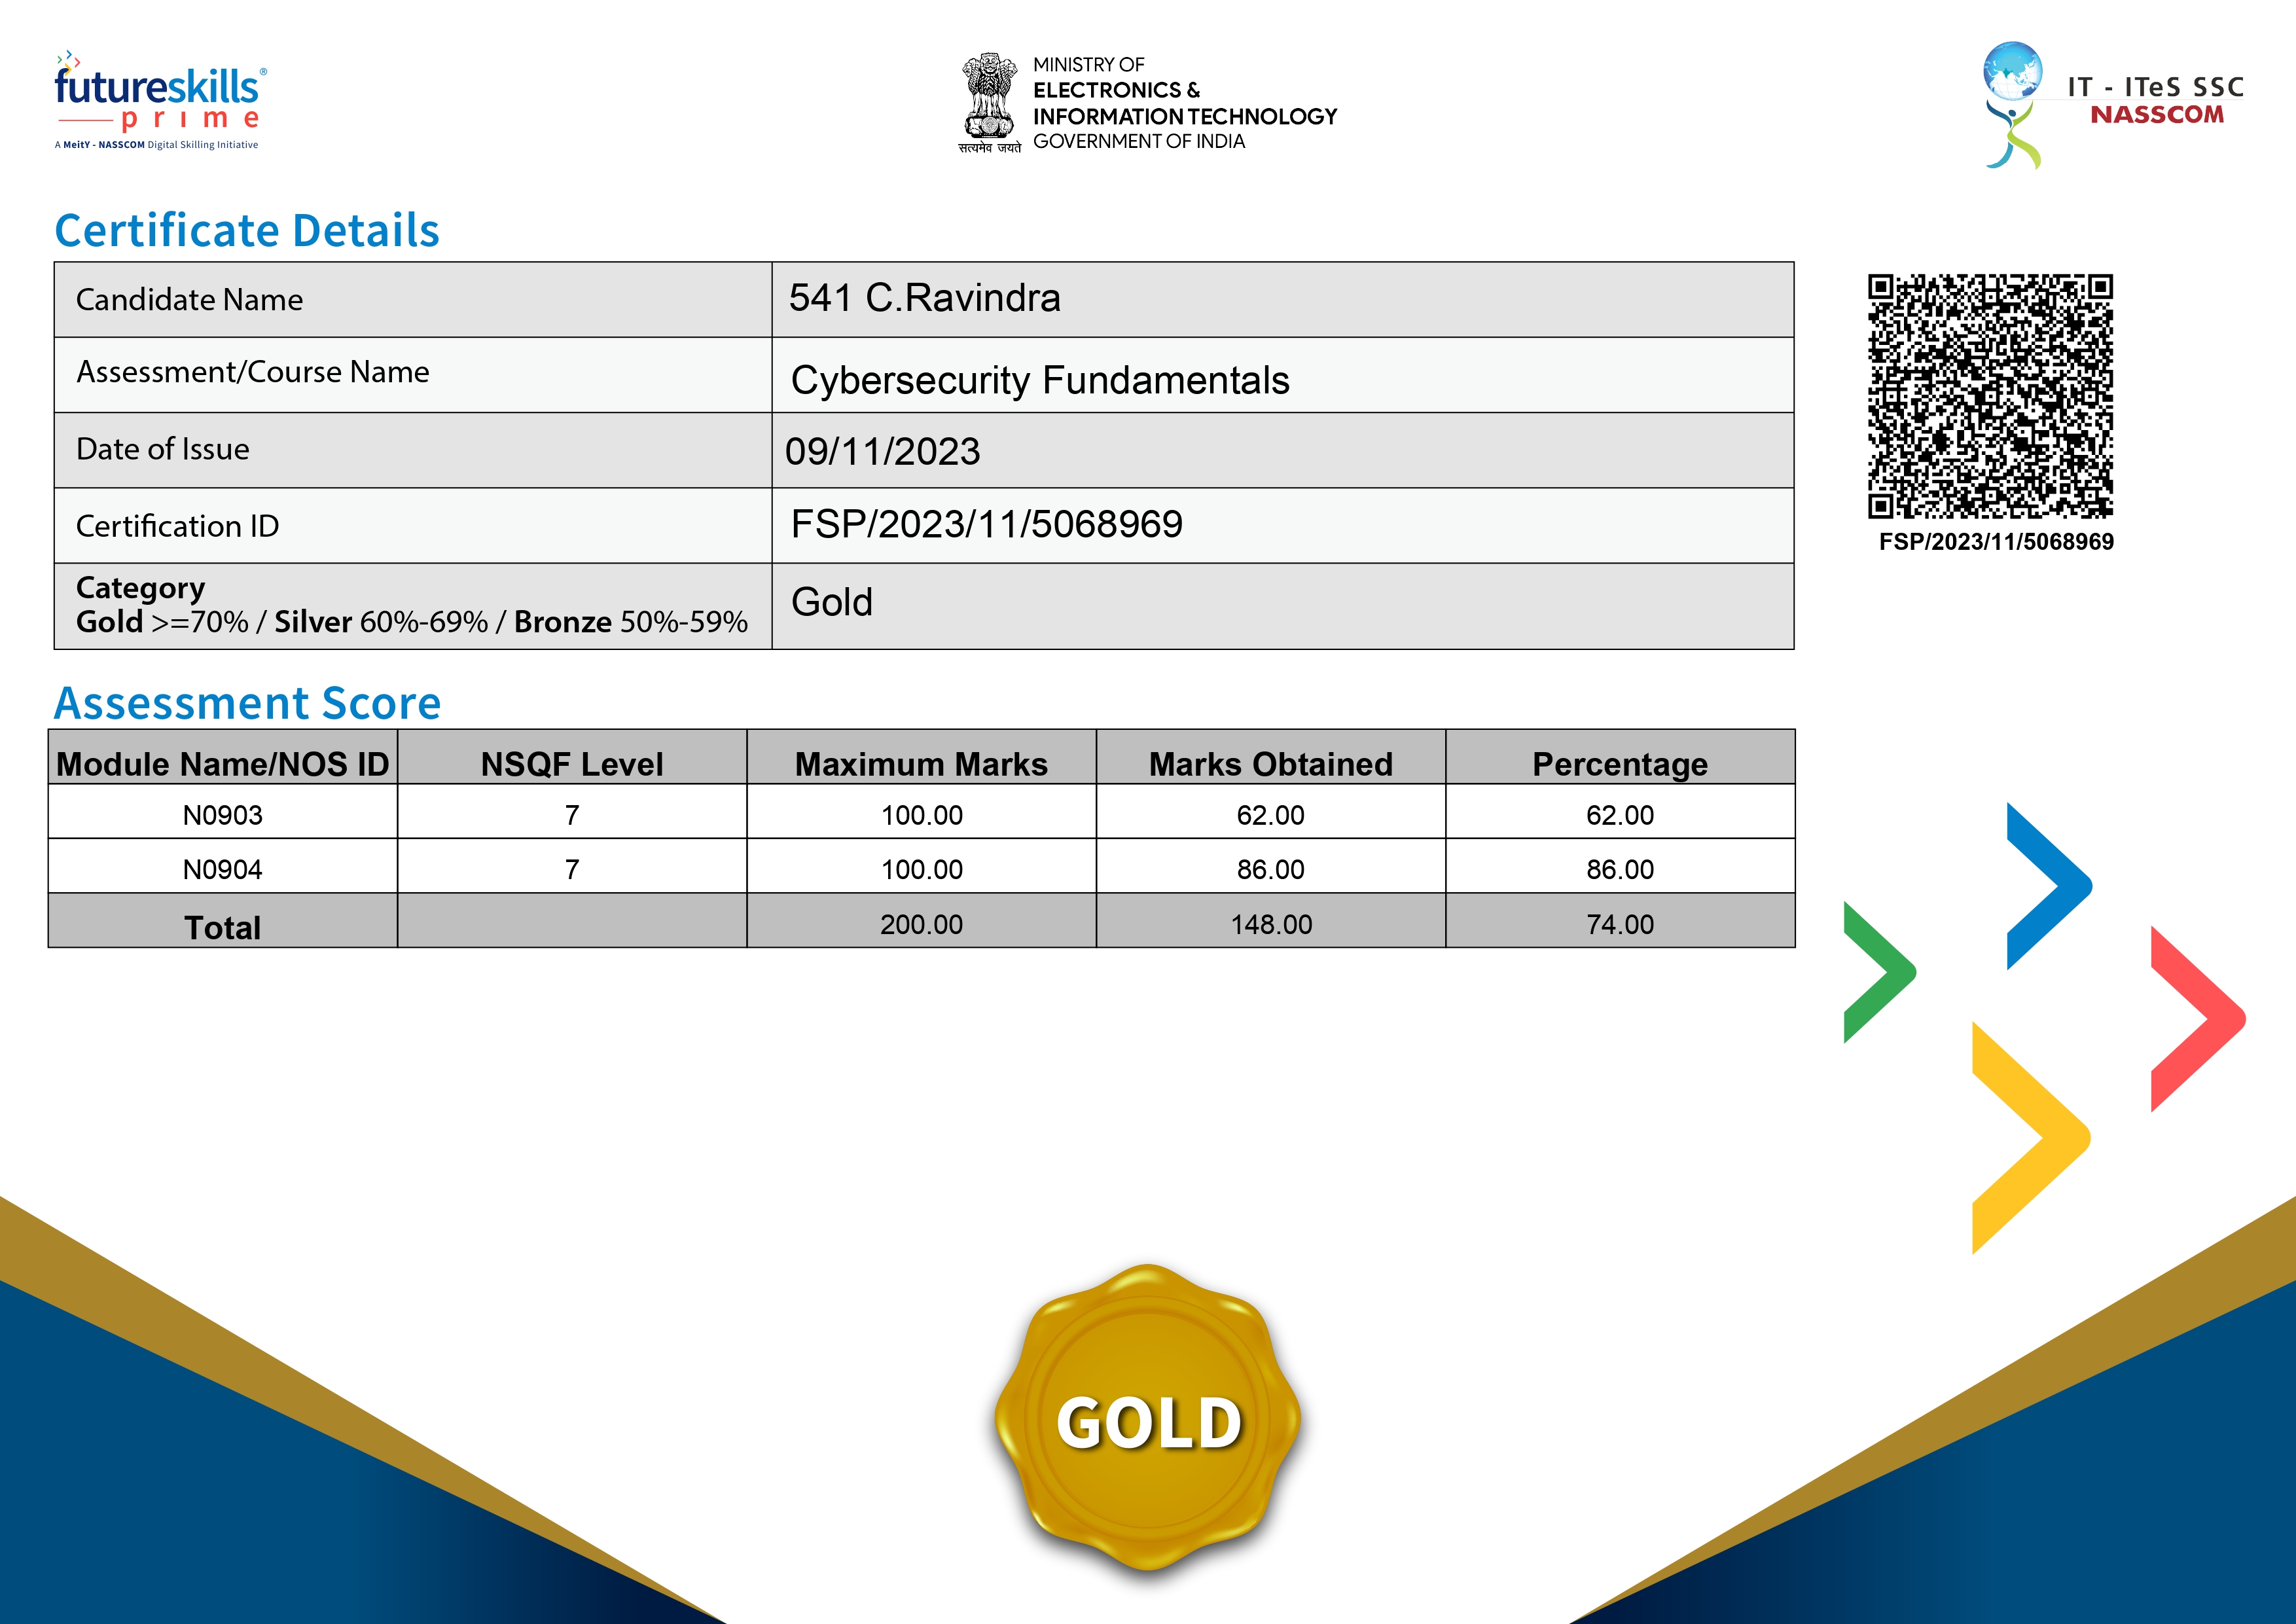 futureskills®
prime
A MeitY - NASSCOM Digital Skilling Initiative
सत्यमेव जयते
MINISTRY OF
ELECTRONICS &
INFORMATION TECHNOLOGY
GOVERNMENT OF INDIA
IT - ITeS SSC
NASSCOM
Certificate Details
Candidate Name 541 C.Ravindra
Assessment/Course Name Cybersecurity Fundamentals
Date of Issue 09/11/2023
Certification ID FSP/2023/11/5068969
Category
Gold >=70% / Silver 60%-69% / Bronze 50%-59% Gold
FSP/2023/11/5068969
Assessment Score
Module Name/NOS ID NSQF Level Maximum Marks Marks Obtained Percentage
N0903 7 100.00 62.00 62.00
N0904 7 100.00 86.00 86.00
Total 200.00 148.00 74.00
GOLD